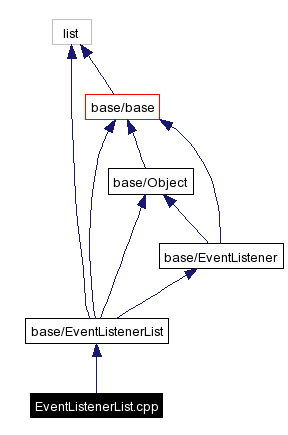 list
base/base
base/Object
base/EventListener
base/EventListenerList
EventListenerList.cpp